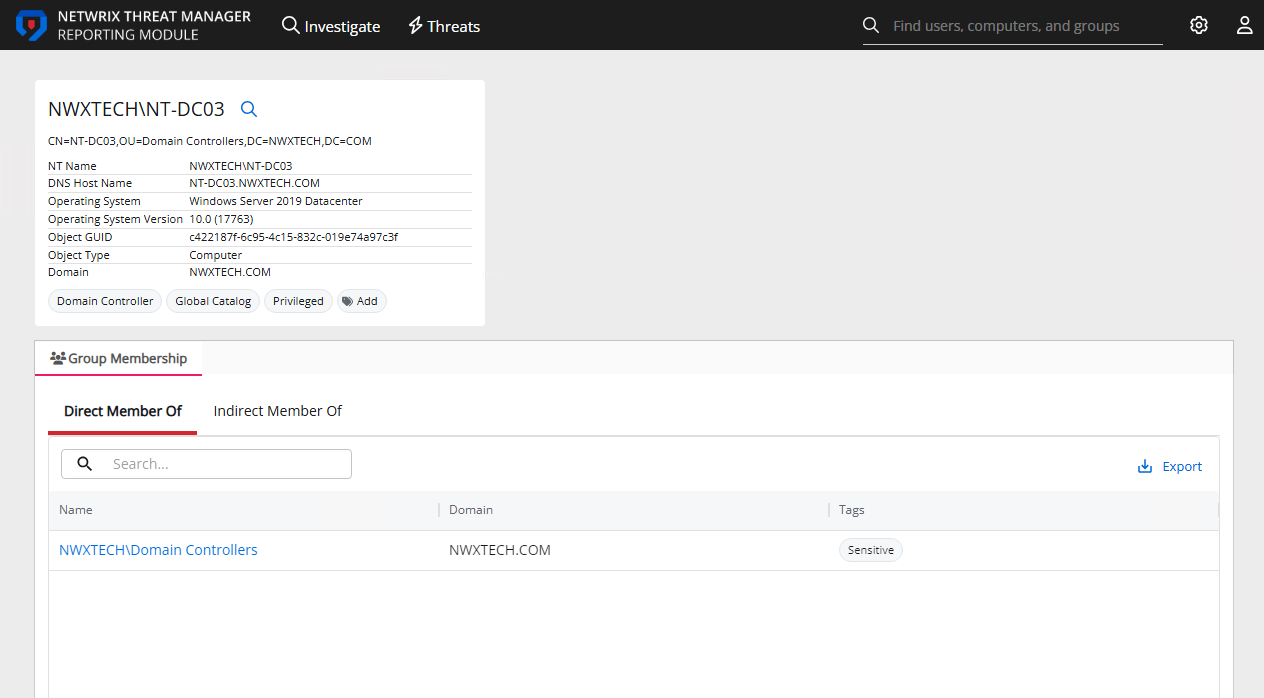 NETWRIX THREAT MANAGER
REPORTING MODULE
Investigate
Threats
Find users, computers, and groups
NWXTECH\NT-DC03
CN=NT-DC03,OU=Domain Controllers,DC=NWXTECH,DC=COM
NT Name NWXTECH\NT-DC03
DNS Host Name NT-DC03.NWXTECH.COM
Operating System Windows Server 2019 Datacenter
Operating System Version 10.0 (17763)
Object GUID c422187f-6c95-4c15-832c-019e74a97c3f
Object Type Computer
Domain NWXTECH.COM
Domain Controller Global Catalog Privileged Add
Group Membership
Direct Member Of Indirect Member Of
Search...
Export
Name Domain Tags
NWXTECH\Domain Controllers NWXTECH.COM Sensitive